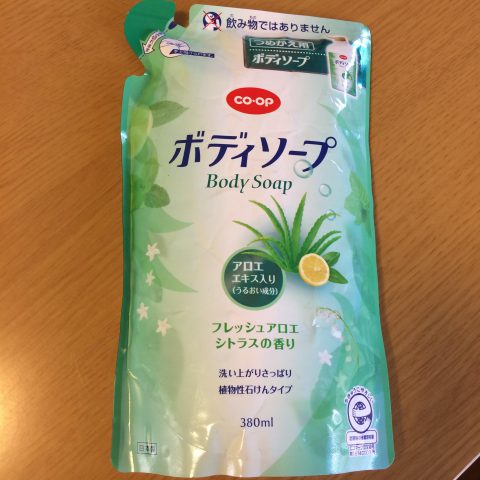 飲み物ではありません
つめかえ用
ボディソープ
CO-OP
ボディソープ
Body Soap
アロエ
エキス入り
(うるおい成分)
フレッシュアロエ
シトラスの香り
洗い上がりさっぱり
植物性石けんタイプ
380ml
日本製